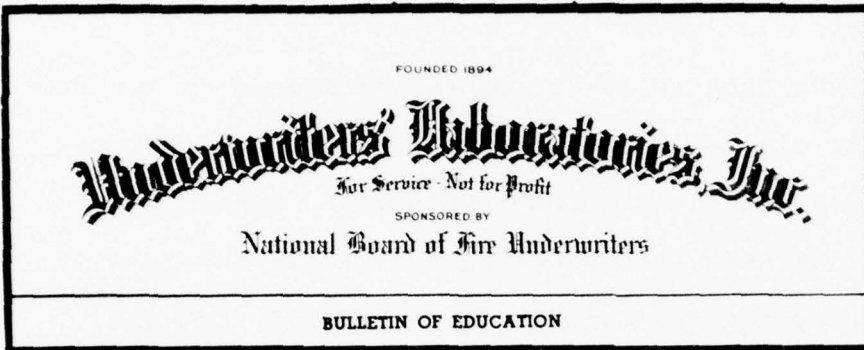 FOUNDED 1894
Underwriters' Laboratories, Inc.
For Service - Not for Profit
SPONSORED BY
National Board of Fire Underwriters
BULLETIN OF EDUCATION